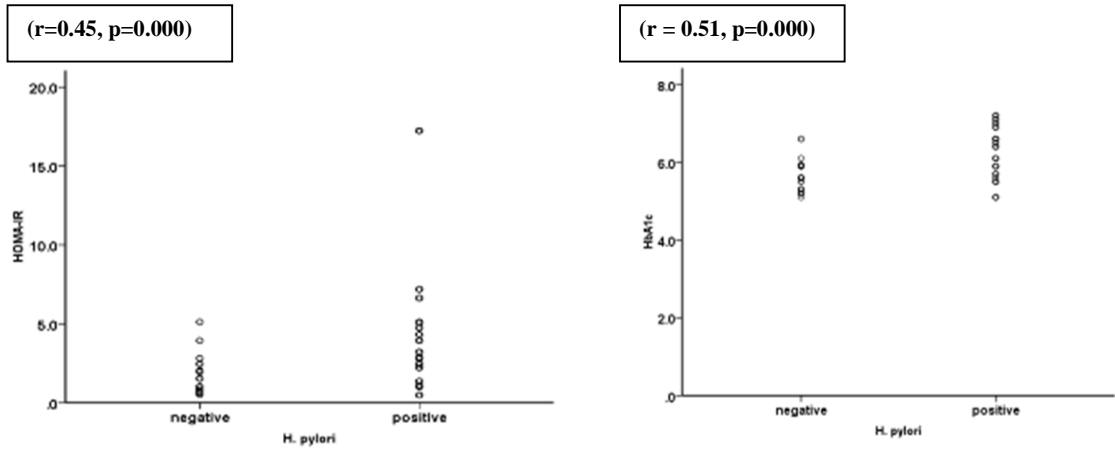 (r=0.45, p=0.000)
20.0
15.0
10.0
5.0
.0
HOMA-IR
negative positive
H. pylori
(r = 0.51, p=0.000)
8.0
6.0
4.0
2.0
.0
HbA1c
negative positive
H. pylori